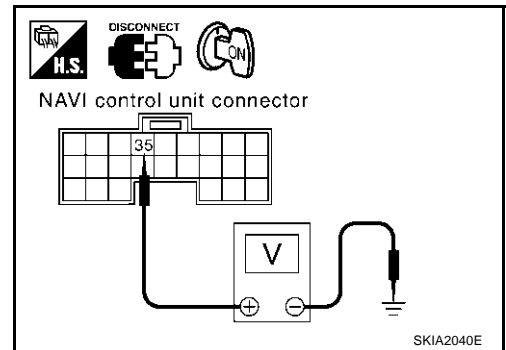 DISCONNECT
H.S.
ON
NAVI control unit connector
35
V
+ −
SKIA2040E